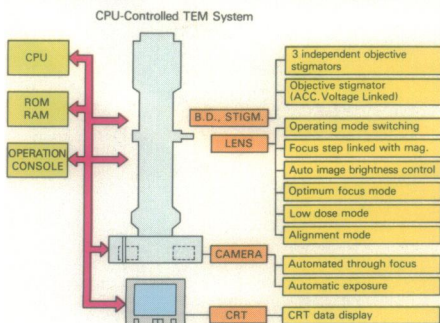 CPU-Controlled TEM System
CPU
ROM
RAM
OPERATION
CONSOLE
B.D., STIGM.
3 independent objective
stigmators
Objective stigmator
(ACC. Voltage Linked)
LENS
Operating mode switching
Focus step linked with mag.
Auto image brightness control
Optimum focus mode
Low dose mode
Alignment mode
CAMERA
Automated through focus
Automatic exposure
CRT
CRT data display